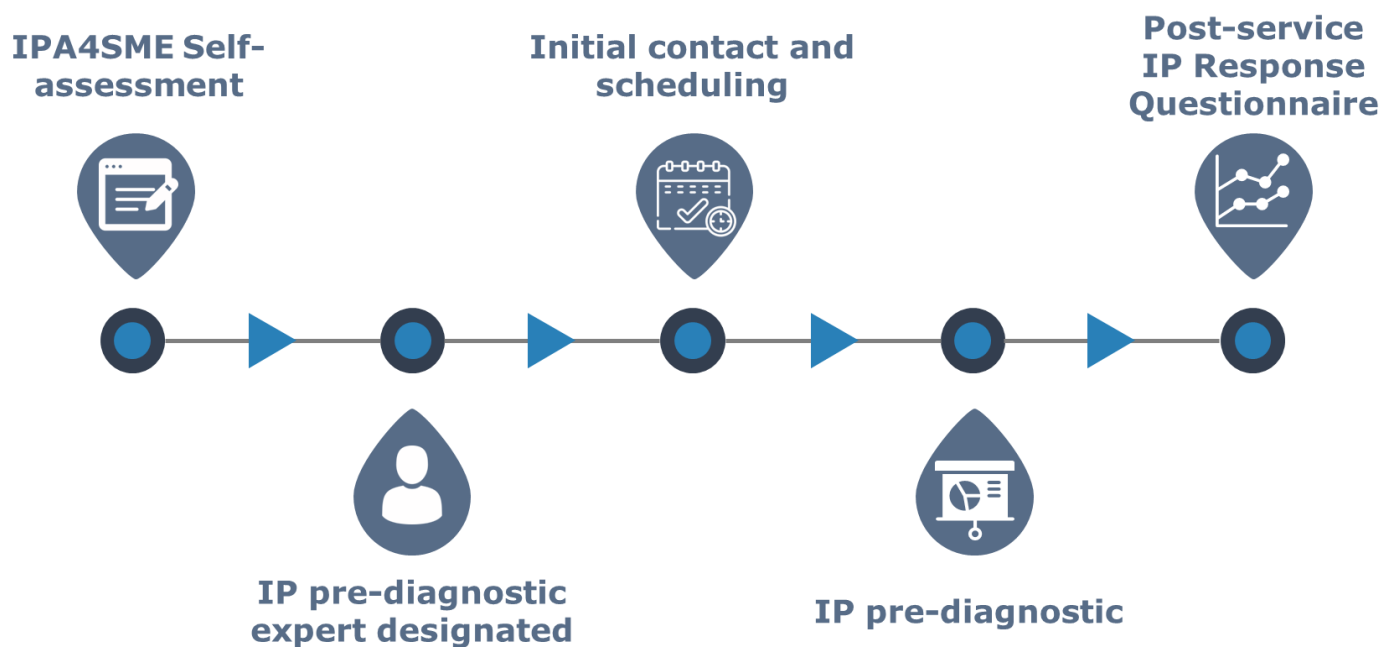 IPA4SME Self-
assessment
IP pre-diagnostic
expert designated
Initial contact and
scheduling
IP pre-diagnostic
Post-service
IP Response
Questionnaire